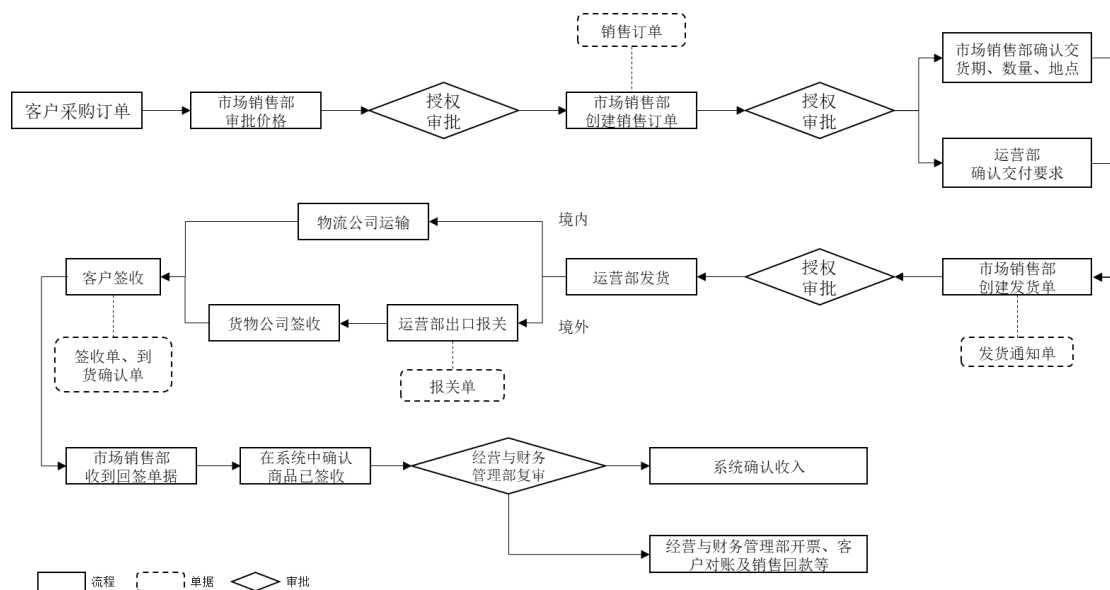 销售订单
客户采购订单
市场销售部
审批价格
授权
审批
市场销售部
创建销售订单
授权
审批
市场销售部确认交
货期、数量、地点
运营部
确认交付要求
物流公司运输
境内
客户签收
运营部发货
授权
审批
市场销售部
创建发货单
货物公司签收
运营部出口报关
境外
签收单、到
货确认单
报关单
发货通知单
市场销售部
收到回签单据
在系统中确认
商品已签收
经营与财务
管理部复审
系统确认收入
经营与财务管理部开票、客
户对账及销售回款等
流程
单据
审批